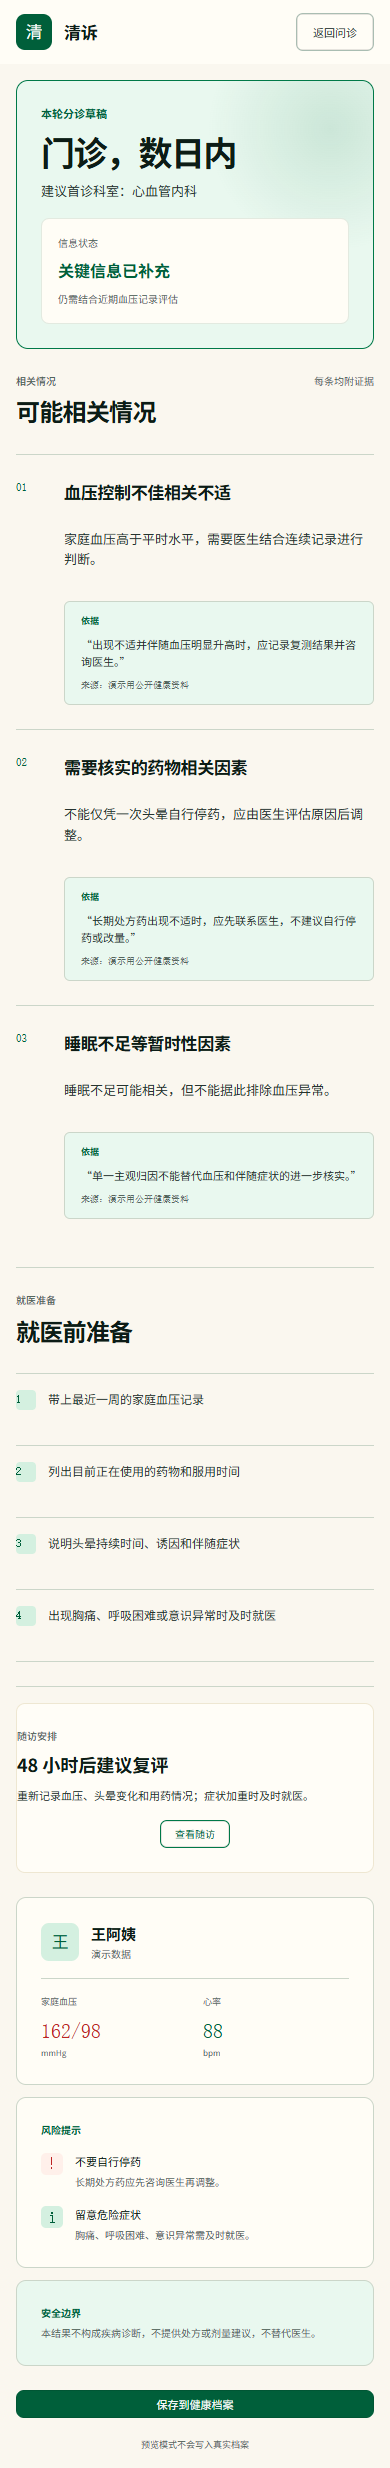 清 清诉 返回问诊
本轮分诊草稿
门诊，数日内
建议首诊科室：心血管内科
信息状态
关键信息已补充
仍需结合近期血压记录评估
相关情况 每条均附证据
可能相关情况
01 血压控制不佳相关不适
家庭血压高于平时水平，需要医生结合连续记录进行
判断。
依据
“出现不适并伴随血压明显升高时，应记录复测结果并咨
询医生。”
来源：演示用公开健康资料
02 需要核实的药物相关因素
不能仅凭一次头晕自行停药，应由医生评估原因后调
整。
依据
“长期处方药出现不适时，应先联系医生，不建议自行停
药或改量。”
来源：演示用公开健康资料
03 睡眠不足等暂时性因素
睡眠不足可能相关，但不能据此排除血压异常。
依据
“单一主观归因不能替代血压和伴随症状的进一步核实。”
来源：演示用公开健康资料
就医准备
就医前准备
1 带上最近一周的家庭血压记录
2 列出目前正在使用的药物和服用时间
3 说明头晕持续时间、诱因和伴随症状
4 出现胸痛、呼吸困难或意识异常时及时就医
随访安排
48 小时后建议复评
重新记录血压、头晕变化和用药情况；症状加重时及时就医。
查看随访
王 王阿姨
演示数据
家庭血压 心率
162/98 88
mmHg bpm
风险提示
! 不要自行停药
长期处方药应先咨询医生再调整。
i 留意危险症状
胸痛、呼吸困难、意识异常需及时就医。
安全边界
本结果不构成疾病诊断，不提供处方或剂量建议，不替代医生。
保存到健康档案
预览模式不会写入真实档案